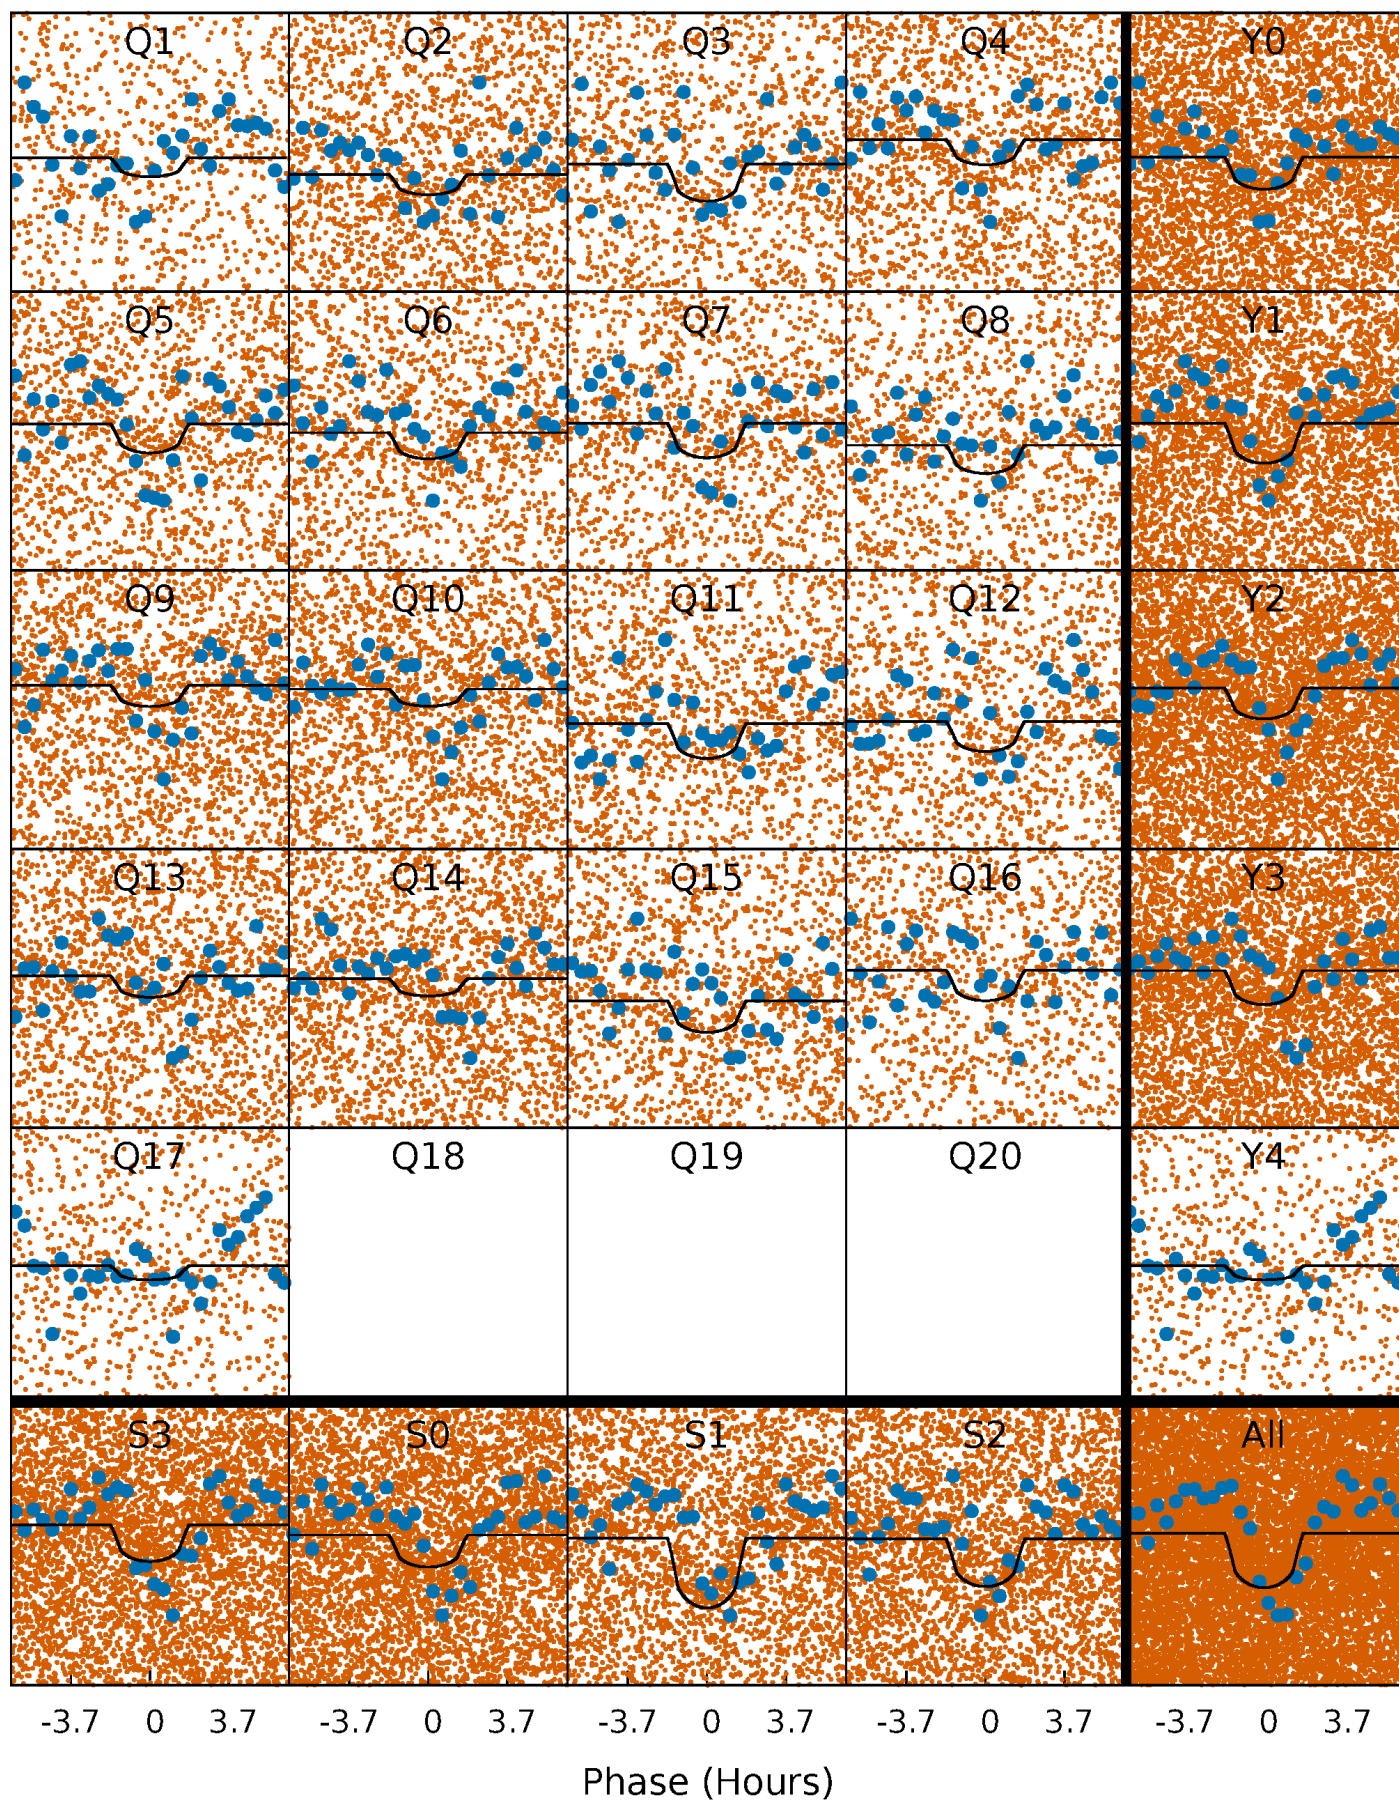 Q1 Q2 Q3 Q4 Y0
Q5 Q6 Q7 Q8 Y1
Q9 Q10 Q11 Q12 Y2
Q13 Q14 Q15 Q16 Y3
Q17 Q18 Q19 Q20 Y4
S3 S0 S1 S2 All
-3.7 0 3.7 -3.7 0 3.7 -3.7 0 3.7 -3.7 0 3.7 -3.7 0 3.7
Phase (Hours)